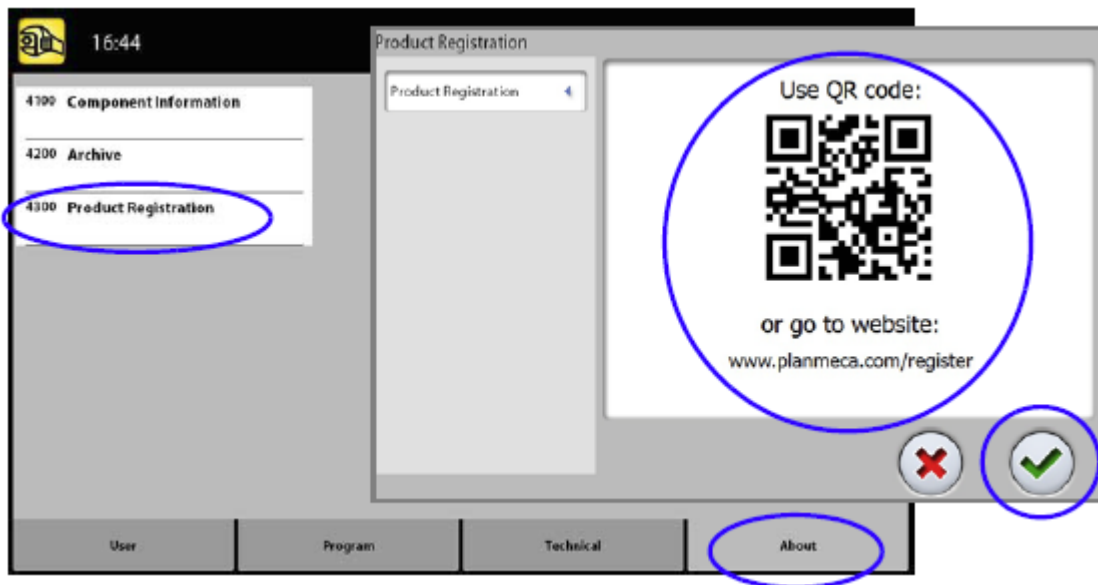 16:44
4100 Component Information
4200 Archive
4300 Product Registration
Product Registration
Product Registration
Use QR code:
or go to website:
www.planmeca.com/register
User
Program
Technical
About